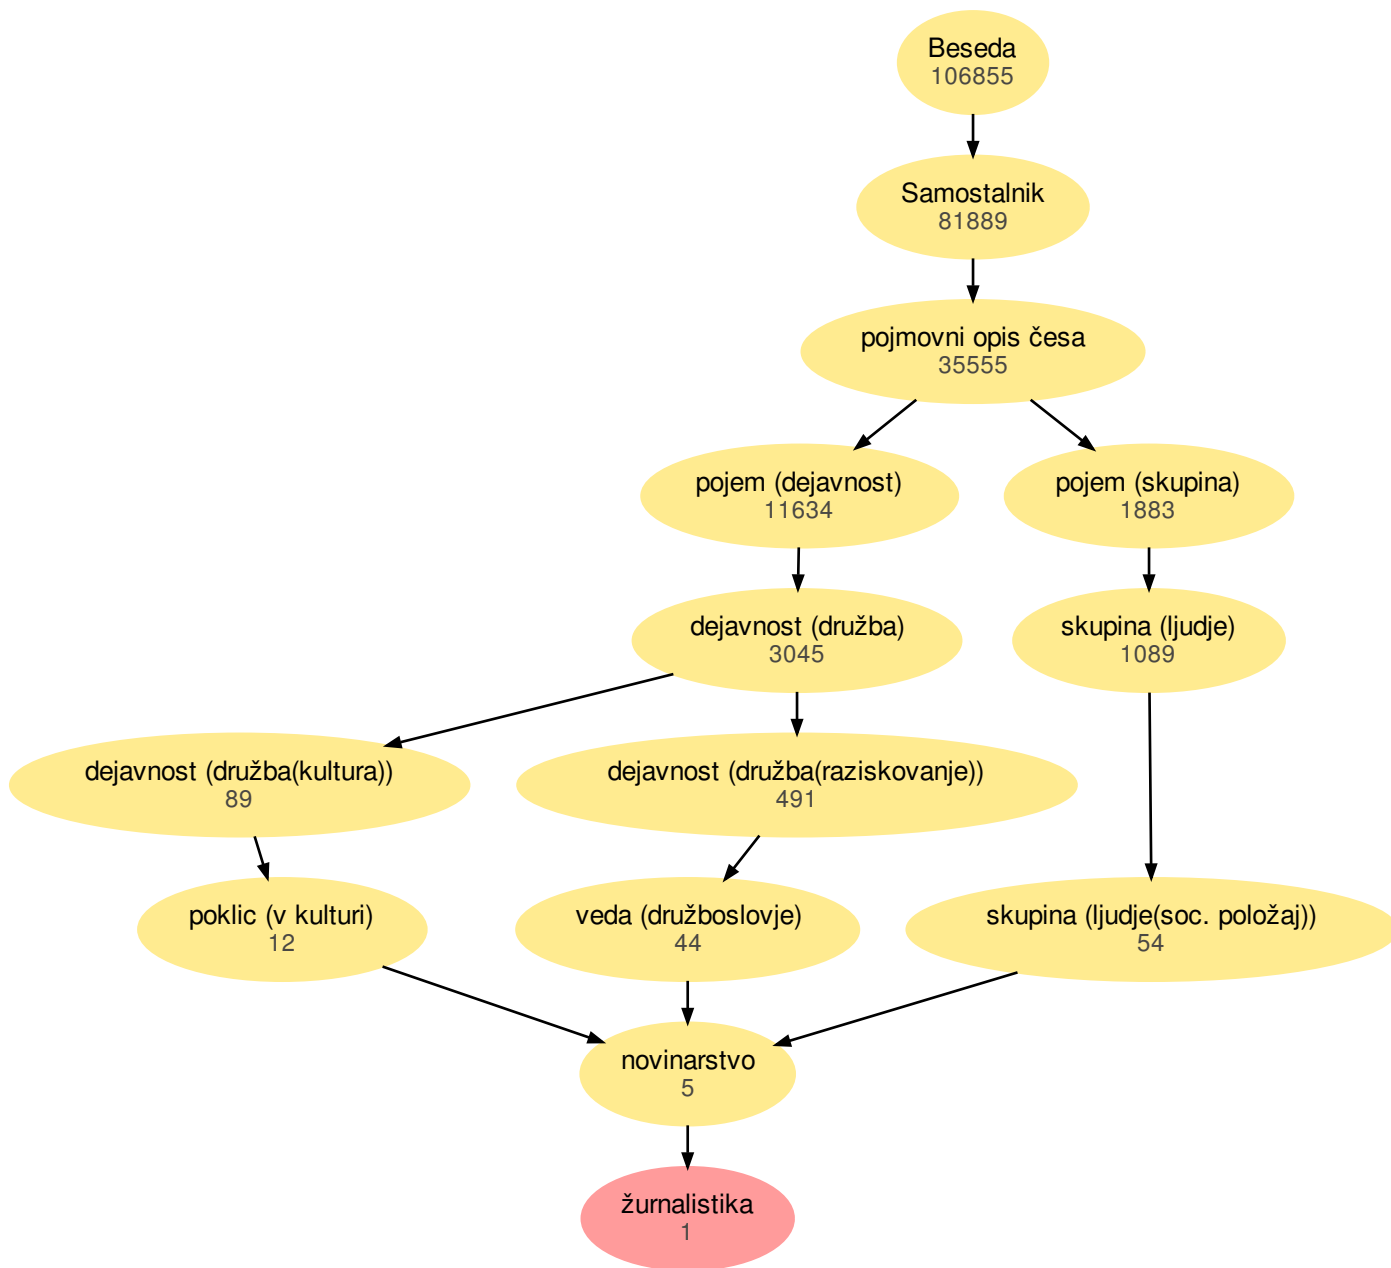 Beseda
106855
Samostalnik
81889
pojmovni opis česa
35555
pojem (dejavnost)
11634
pojem (skupina)
1883
dejavnost (družba)
3045
skupina (ljudje)
1089
dejavnost (družba(kultura))
89
dejavnost (družba(raziskovanje))
491
poklic (v kulturi)
12
veda (družboslovje)
44
skupina (ljudje(soc. položaj))
54
novinarstvo
5
žurnalistika
1